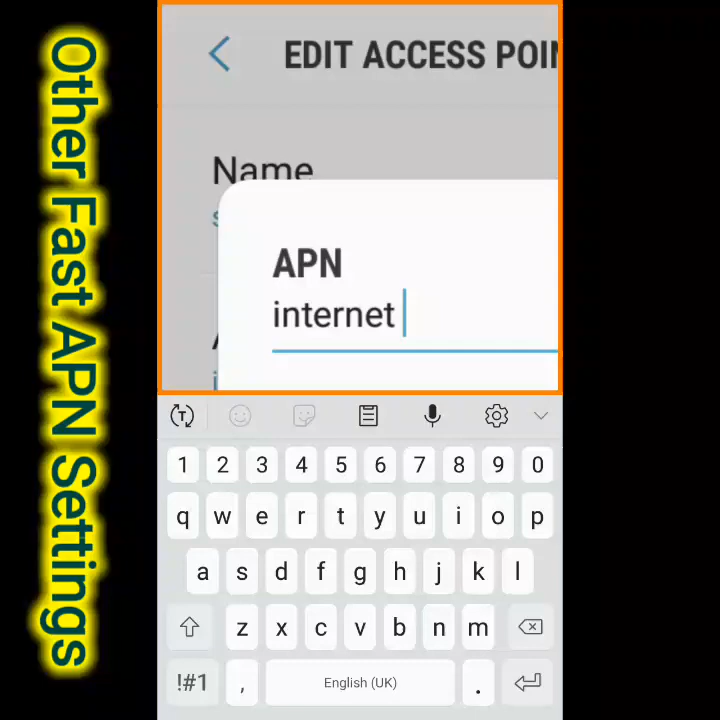 Other Fast APN Settings
EDIT ACCESS POIN
Name
APN
internet
1 2 3 4 5 6 7 8 9 0
q w e r t y u i o p
a s d f g h j k l
z x c v b n m
!#1 , English (UK) .